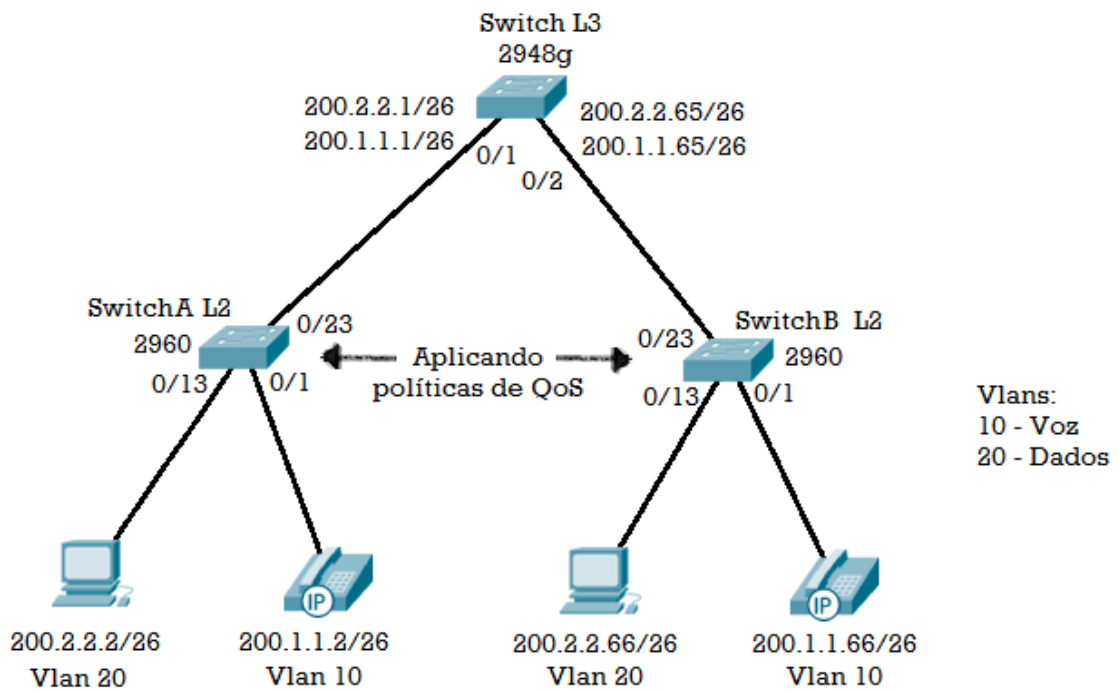 Switch L3
2948g
200.2.2.1/26
200.1.1.1/26
200.2.2.65/26
200.1.1.65/26
0/1
0/2
SwitchA L2
2960
0/23
0/13
0/1
Aplicando
políticas de QoS
SwitchB L2
2960
0/23
0/13
0/1
Vlans:
10 - Voz
20 - Dados
IP
IP
200.2.2.2/26
Vlan 20
200.1.1.2/26
Vlan 10
200.2.2.66/26
Vlan 20
200.1.1.66/26
Vlan 10